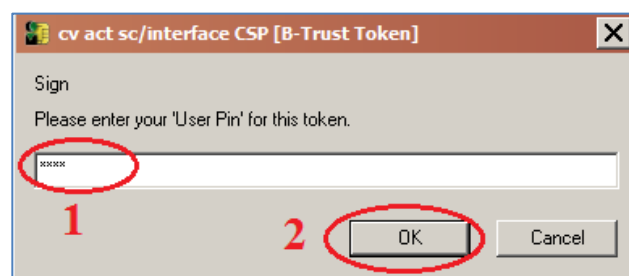 cv act sc/interface CSP [B-Trust Token]
Sign
Please enter your 'User Pin' for this token.
****
1
2 OK Cancel